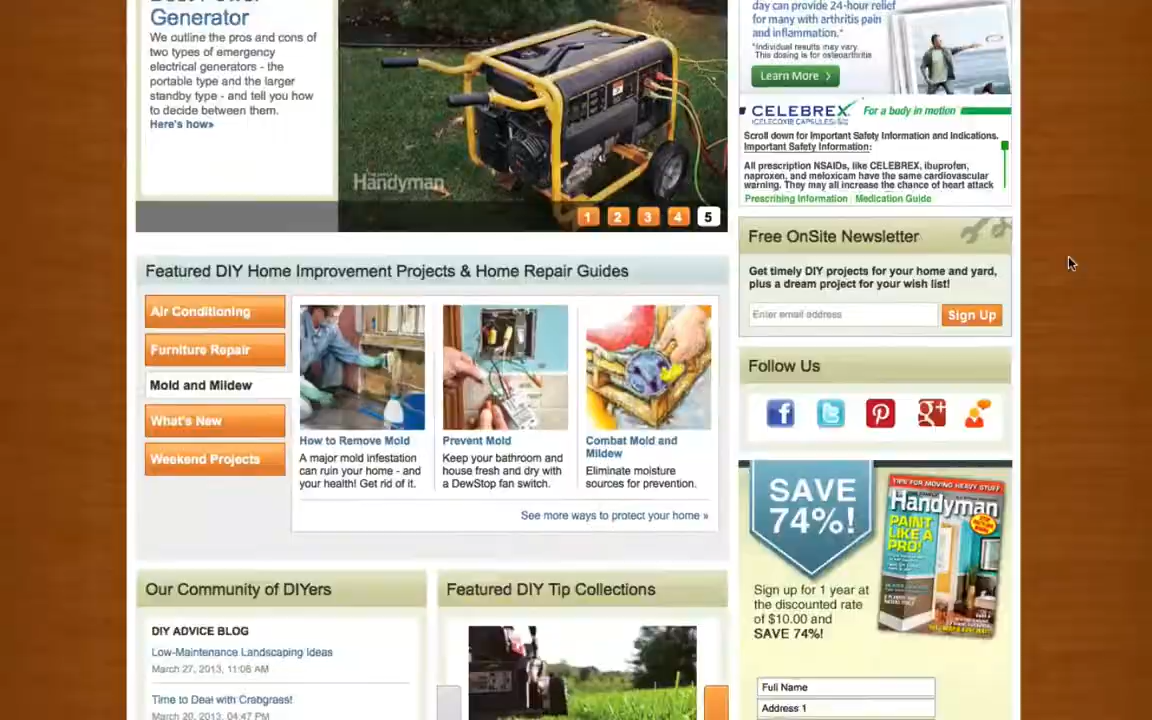 Generator
We outline the pros and cons of
two types of emergency
electrical generators - the
portable type and the larger
standby type - and tell you how
to decide between them.
Here's how»
Handyman
1 2 3 4 5
day can provide 24-hour relief
for many with arthritis pain
and inflammation.*
*Individual results may vary.
This dosing is for osteoarthritis
Learn More >
CELEBREX
(CELECOXIB CAPSULES)
For a body in motion
Scroll down for Important Safety Information and Indications.
Important Safety Information:
All prescription NSAIDs, like CELEBREX, ibuprofen,
naproxen, and meloxicam have the same cardiovascular
warning. They may all increase the chance of heart attack
Prescribing Information | Medication Guide
Free OnSite Newsletter
Get timely DIY projects for your home and yard,
plus a dream project for your wish list!
Enter email address
Sign Up
Follow Us
Featured DIY Home Improvement Projects & Home Repair Guides
Air Conditioning
Furniture Repair
Mold and Mildew
What's New
Weekend Projects
How to Remove Mold
A major mold infestation
can ruin your home - and
your health! Get rid of it.
Prevent Mold
Keep your bathroom and
house fresh and dry with
a DewStop fan switch.
Combat Mold and
Mildew
Eliminate moisture
sources for prevention.
See more ways to protect your home »
SAVE
74%!
TIPS FOR MOVING HEAVY STUFF
Handyman
PAINT
LIKE A
PRO!
Sign up for 1 year at
the discounted rate
of $10.00 and
SAVE 74%!
Full Name
Address 1
Our Community of DIYers
DIY ADVICE BLOG
Low-Maintenance Landscaping Ideas
March 27, 2013, 11:08 AM
Time to Deal with Crabgrass!
March 20, 2013, 04:47 PM
Featured DIY Tip Collections